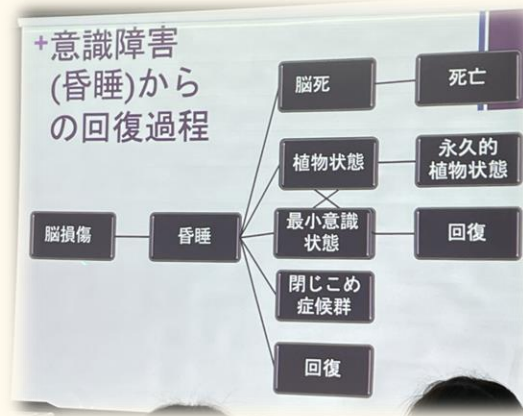 +意識障害
(昏睡)から
の回復過程
脳死
死亡
植物状態
永久的
植物状態
脳損傷
昏睡
最小意識
状態
回復
閉じこめ
症候群
回復